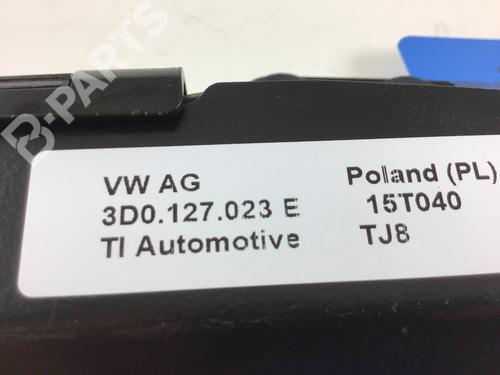 B-PARTS
VW AG
3D0.127.023 E
TI Automotive
Poland (PL)
15T040
TJ8